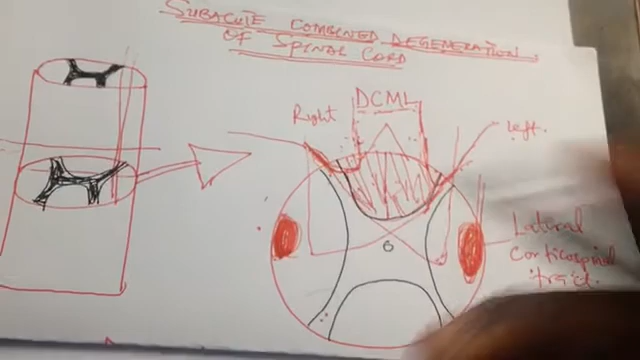 SUBACUTE COMBINED DEGENERATION
OF SPINAL CORD
DCML
Right
left.
Lateral
Corticospinal
tract.